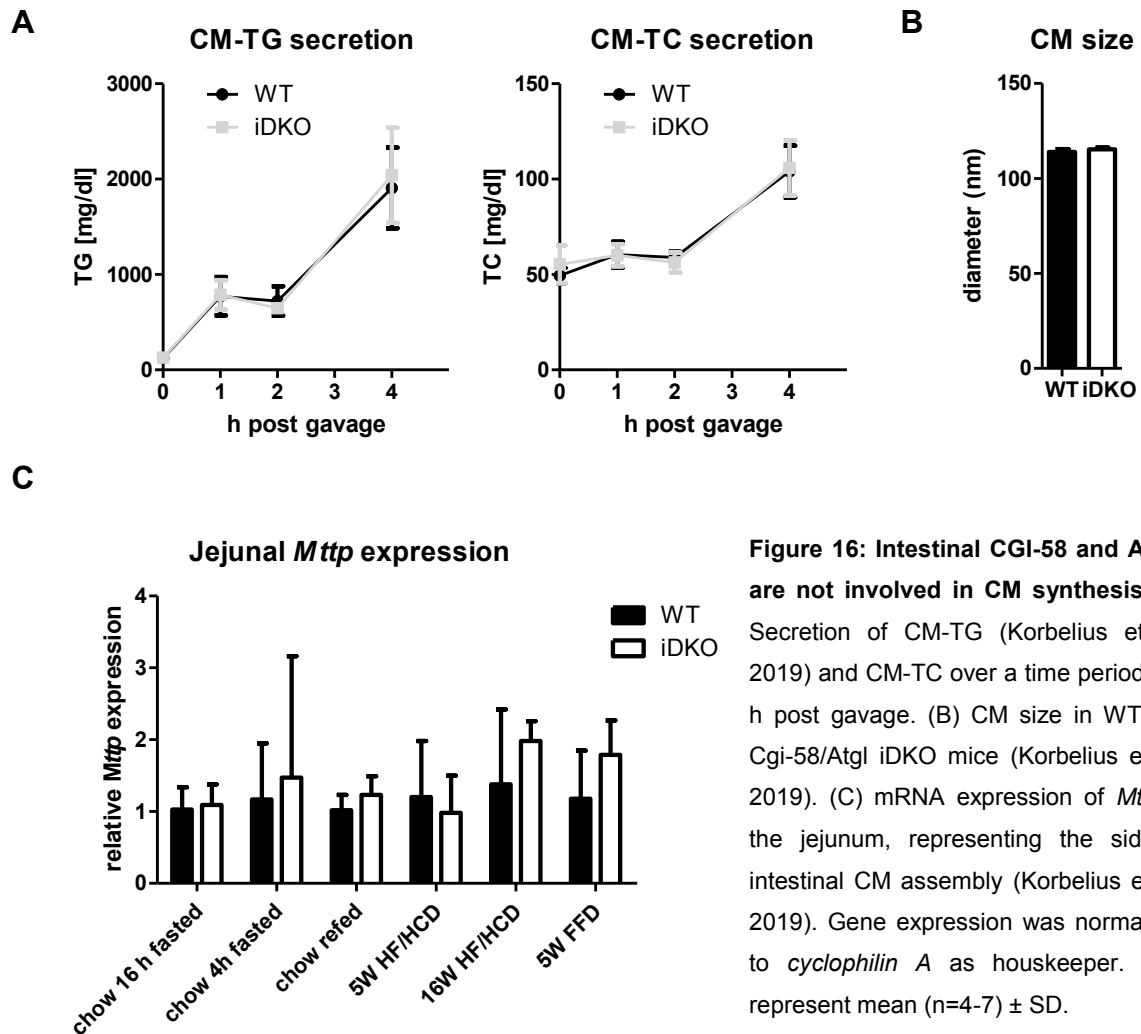 A
CM-TG secretion
3000
2000
1000
0
TG [mg/dl]
WT
iDKO
0 1 2 3 4
h post gavage
CM-TC secretion
150
100
50
0
TC [mg/dl]
WT
iDKO
0 1 2 3 4
h post gavage
B
CM size
150
100
50
0
diameter (nm)
WT iDKO
C
Jejunal Mttp expression
4
3
2
1
0
relative Mttp expression
WT
iDKO
chow 16 h fasted
chow 4h fasted
chow refed
5W HF/HCD
16W HF/HCD
5W FFD
Figure 16: Intestinal CGI-58 and A
are not involved in CM synthesis
Secretion of CM-TG (Korbelius et
2019) and CM-TC over a time period
h post gavage. (B) CM size in WT
Cgi-58/Atgl iDKO mice (Korbelius e
2019). (C) mRNA expression of Mt
the jejunum, representing the sid
intestinal CM assembly (Korbelius e
2019). Gene expression was norma
to cyclophilin A as houskeeper.
represent mean (n=4-7) ± SD.